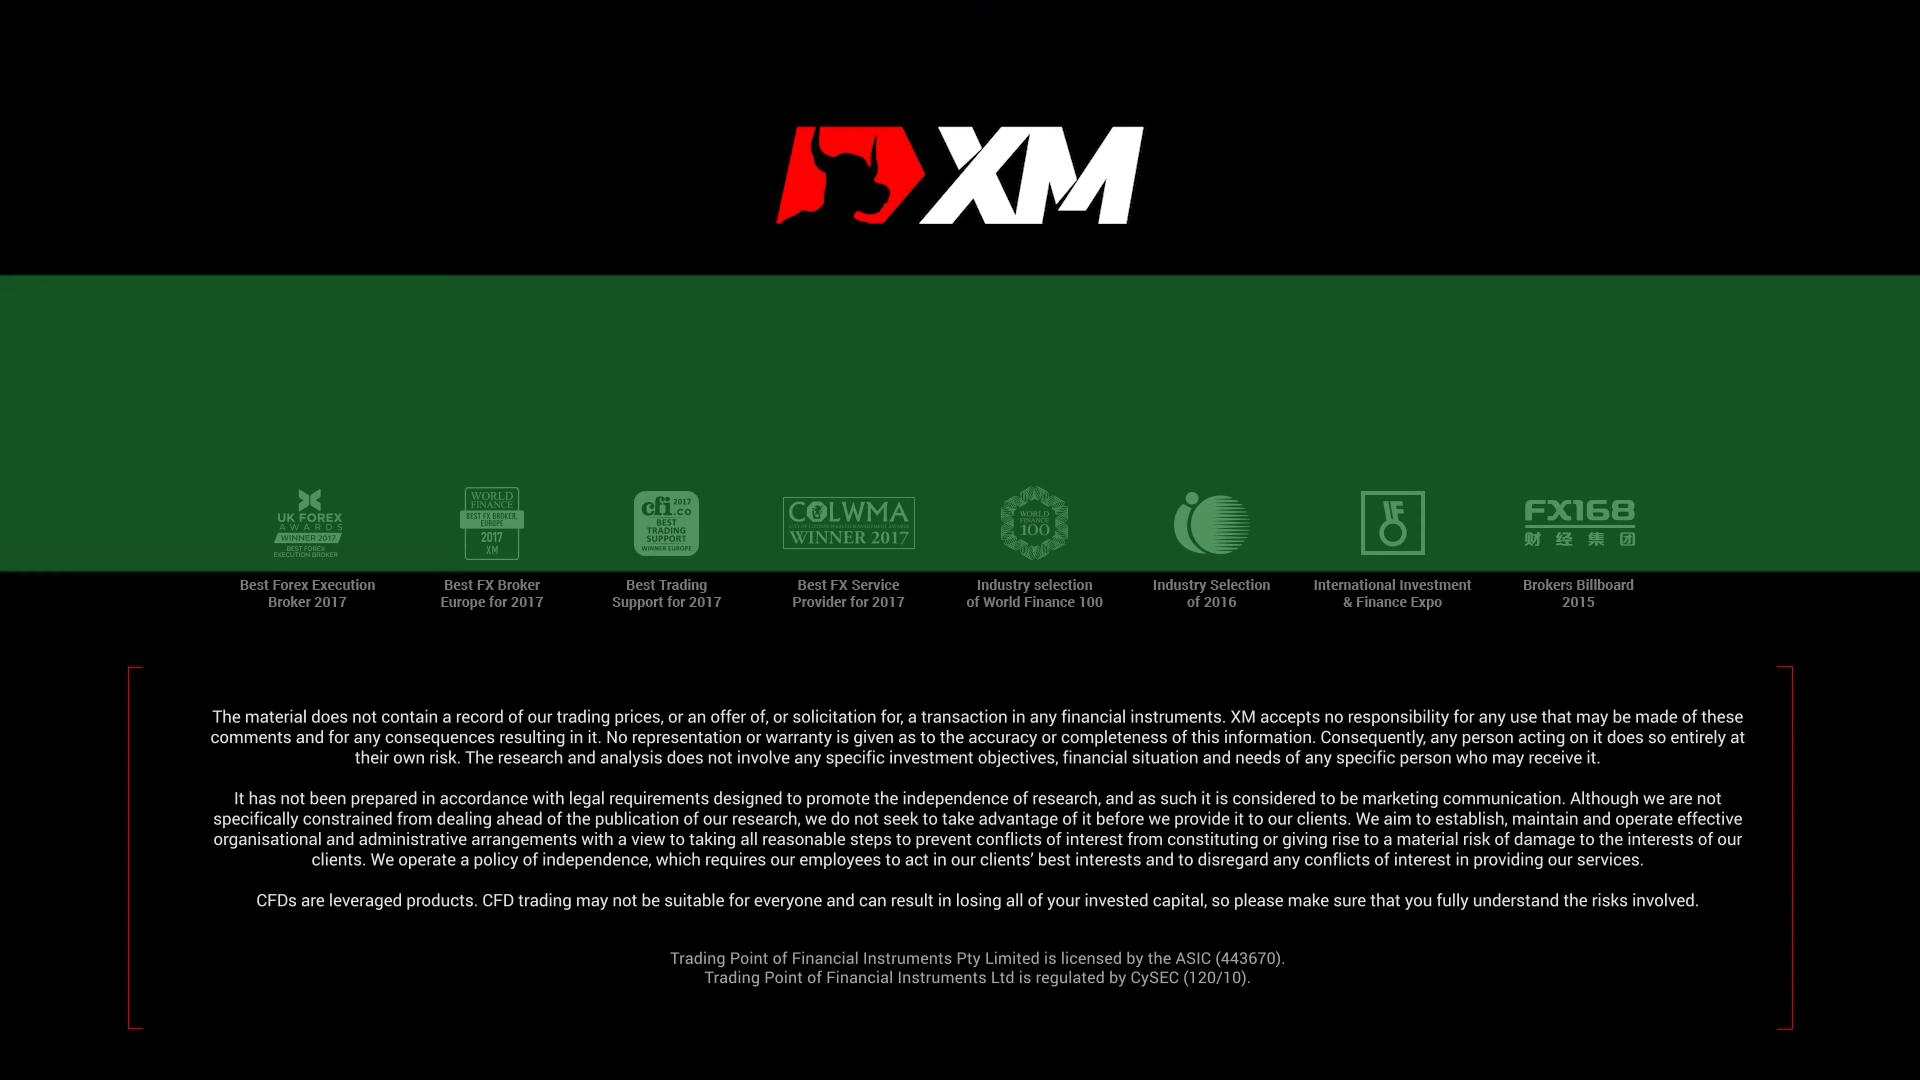 XM
UK FOREX
AWARDS
WINNER 2017
BEST FOREX
EXECUTION BROKER
WORLD
FINANCE
BEST FX BROKER,
EUROPE
2017
XM
cfi.co 2017
BEST
TRADING
SUPPORT
WINNER EUROPE
COLWMA
WINNER 2017
WORLD
FINANCE
100
FX168
财经集团
Best Forex Execution
Broker 2017
Best FX Broker
Europe for 2017
Best Trading
Support for 2017
Best FX Service
Provider for 2017
Industry selection
of World Finance 100
Industry Selection
of 2016
International Investment
& Finance Expo
Brokers Billboard
2015
The material does not contain a record of our trading prices, or an offer of, or solicitation for, a transaction in any financial instruments. XM accepts no responsibility for any use that may be made of these
comments and for any consequences resulting in it. No representation or warranty is given as to the accuracy or completeness of this information. Consequently, any person acting on it does so entirely at
their own risk. The research and analysis does not involve any specific investment objectives, financial situation and needs of any specific person who may receive it.
It has not been prepared in accordance with legal requirements designed to promote the independence of research, and as such it is considered to be marketing communication. Although we are not
specifically constrained from dealing ahead of the publication of our research, we do not seek to take advantage of it before we provide it to our clients. We aim to establish, maintain and operate effective
organisational and administrative arrangements with a view to taking all reasonable steps to prevent conflicts of interest from constituting or giving rise to a material risk of damage to the interests of our
clients. We operate a policy of independence, which requires our employees to act in our clients’ best interests and to disregard any conflicts of interest in providing our services.
CFDs are leveraged products. CFD trading may not be suitable for everyone and can result in losing all of your invested capital, so please make sure that you fully understand the risks involved.
Trading Point of Financial Instruments Pty Limited is licensed by the ASIC (443670).
Trading Point of Financial Instruments Ltd is regulated by CySEC (120/10).